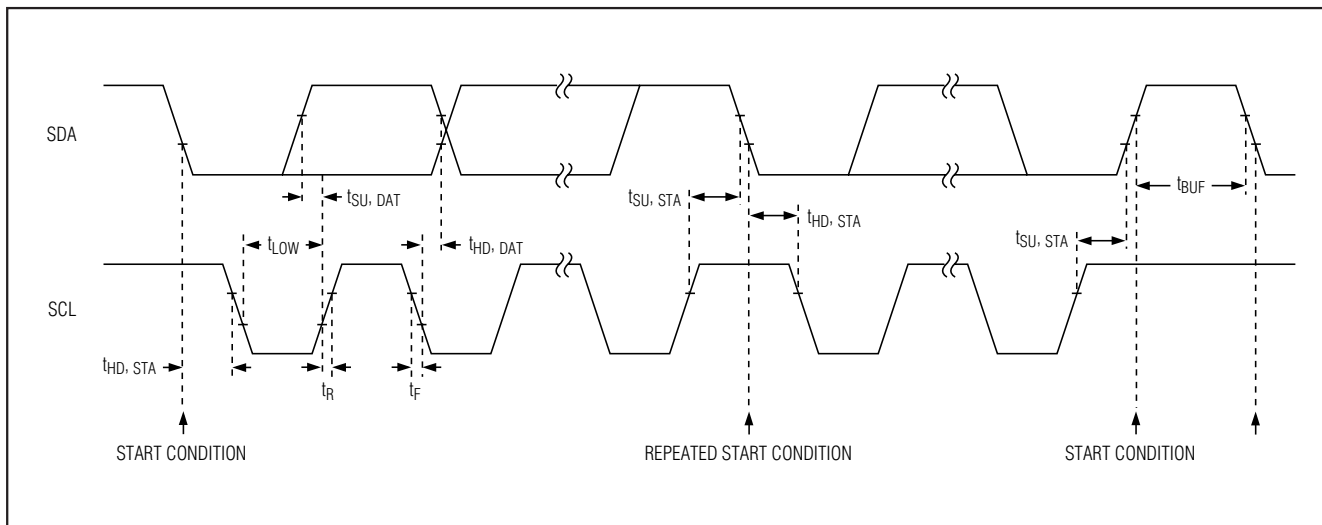 SDA
tSU, DAT
tLOW
tHD, DAT
tSU, STA
tHD, STA
tBUF
tSU, STA
SCL
tHD, STA
tR
tF
START CONDITION
REPEATED START CONDITION
START CONDITION